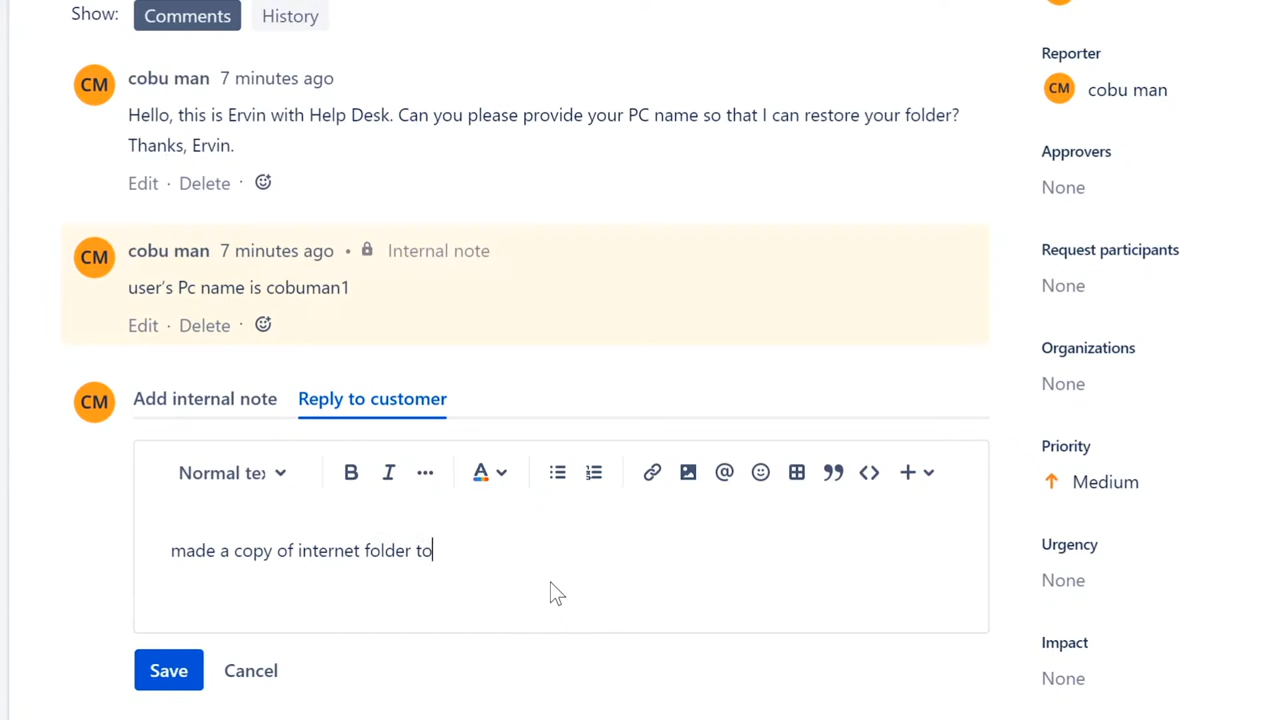 Show: Comments History
cobu man 7 minutes ago
Hello, this is Ervin with Help Desk. Can you please provide your PC name so that I can restore your folder?
Thanks, Ervin.
Edit · Delete ·
CM
cobu man 7 minutes ago • Internal note
user's Pc name is cobuman1
Edit · Delete ·
CM
CM
Add internal note Reply to customer
Normal te
B I ... A @ <> +
made a copy of internet folder to
Save Cancel
Reporter
CM cobu man
Approvers
None
Request participants
None
Organizations
None
Priority
Medium
Urgency
None
Impact
None